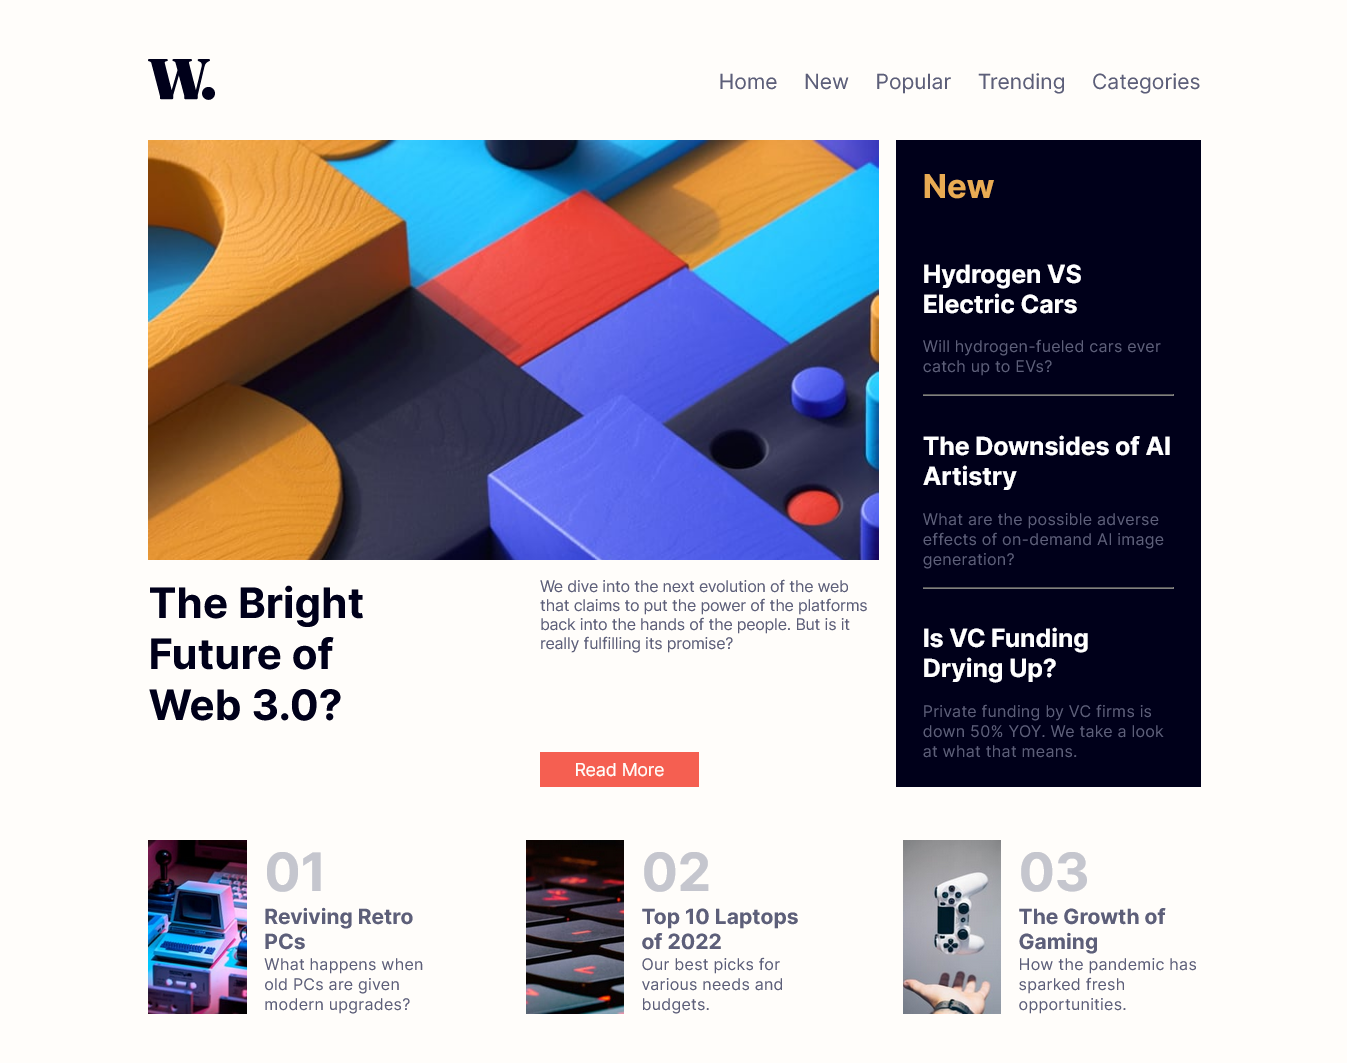 W.
Home New Popular Trending Categories
New
Hydrogen VS
Electric Cars
Will hydrogen-fueled cars ever
catch up to EVs?
The Downsides of AI
Artistry
What are the possible adverse
effects of on-demand AI image
generation?
Is VC Funding
Drying Up?
Private funding by VC firms is
down 50% YOY. We take a look
at what that means.
The Bright
Future of
Web 3.0?
We dive into the next evolution of the web
that claims to put the power of the platforms
back into the hands of the people. But is it
really fulfilling its promise?
Read More
01
Reviving Retro
PCs
What happens when
old PCs are given
modern upgrades?
02
Top 10 Laptops
of 2022
Our best picks for
various needs and
budgets.
03
The Growth of
Gaming
How the pandemic has
sparked fresh
opportunities.